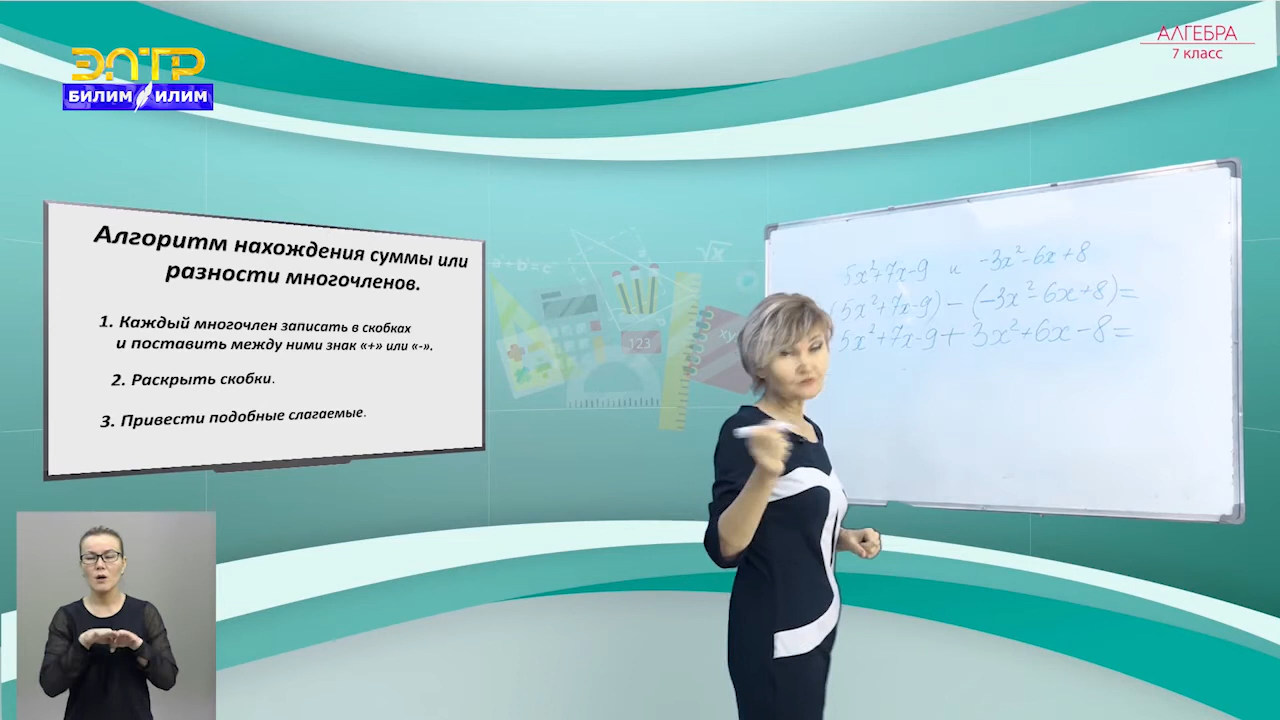 ЭЛТР
БИЛИМ ИЛИМ
АЛГЕБРА
7 класс
Алгоритм нахождения суммы или
разности многочленов.
1. Каждый многочлен записать в скобках
и поставить между ними знак «+» или «-».
2. Раскрыть скобки.
3. Привести подобные слагаемые.
5x²+7x-9 и -3x²-6x+8
(5x²+7x-9)-(-3x²-6x+8)=
5x²+7x-9+3x²+6x-8=
√x
123